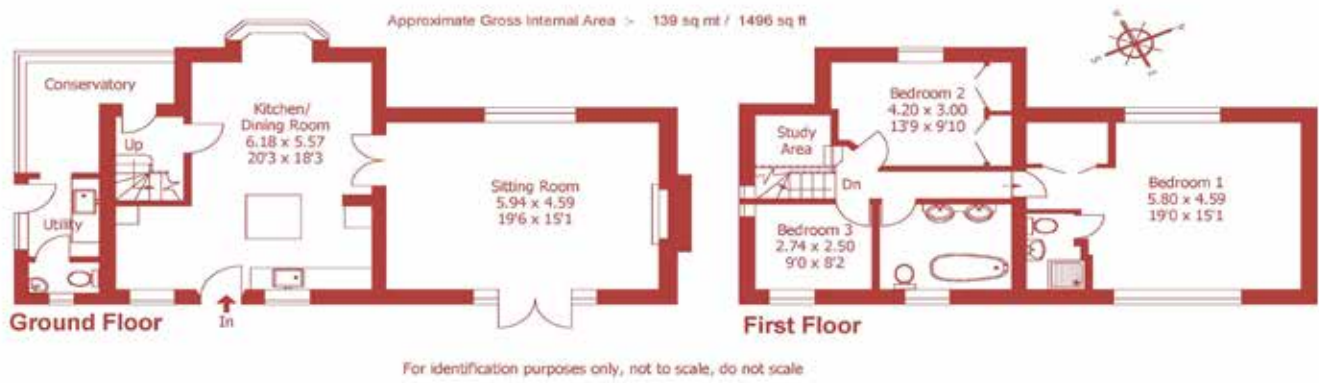 Approximate Gross Internal Area :- 139 sq mt / 1496 sq ft
Conservatory
Up
Kitchen/
Dining Room
6.18 x 5.57
20'3 x 18'3
Sitting Room
5.94 x 4.59
19'6 x 15'1
Utility
In
Ground Floor
Bedroom 2
4.20 x 3.00
13'9 x 9'10
Study
Area
Dn
Bedroom 1
5.80 x 4.59
19'0 x 15'1
Bedroom 3
2.74 x 2.50
9'0 x 8'2
First Floor
For identification purposes only, not to scale, do not scale